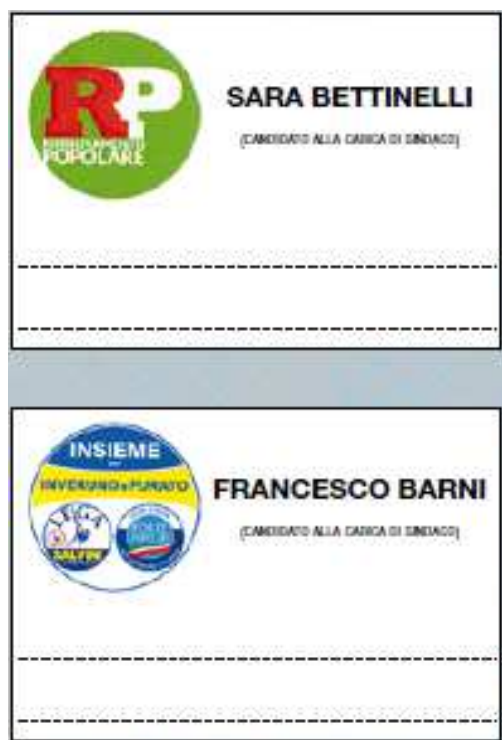 RP
POPOLARE
SARA BETTINELLI
(CANDIDATO ALLA CARICA DI SINDACO)
INSIEME
INVERUNO e FURATO
LEGA
SALVINI
FRANCESCO BARNI
(CANDIDATO ALLA CARICA DI SINDACO)